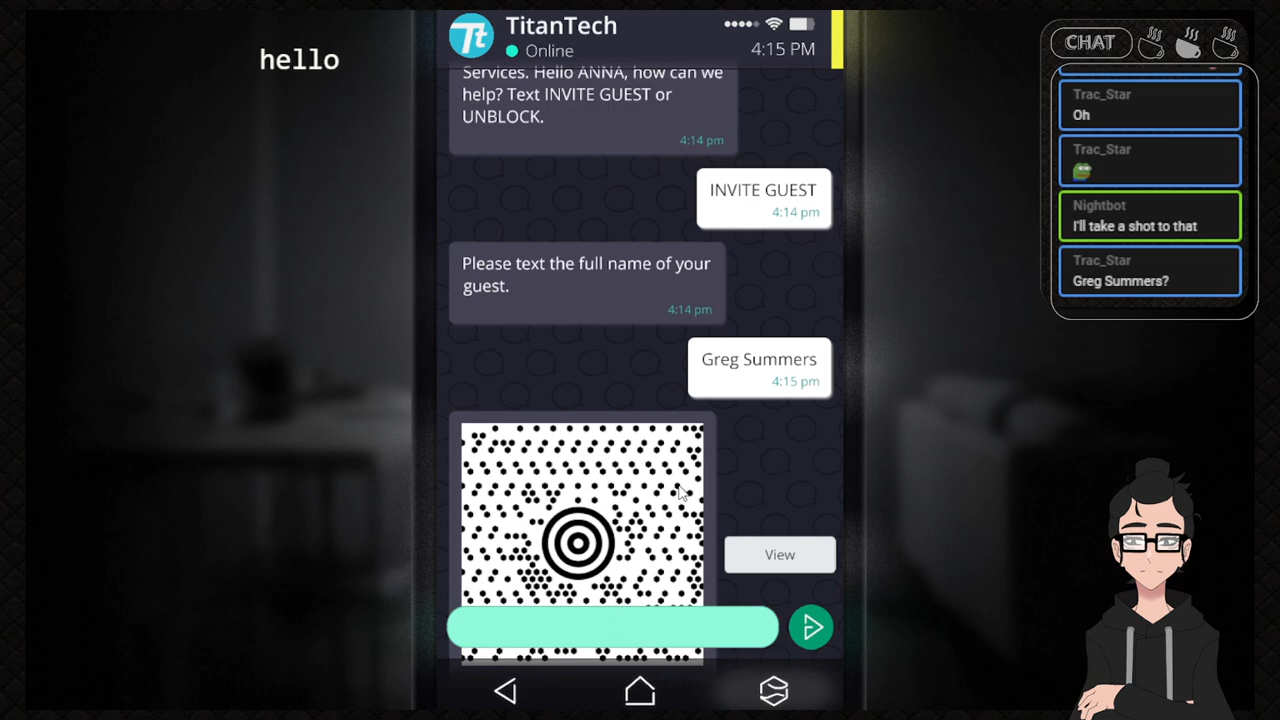 hello
Tt
TitanTech
Online
4:15 PM
Services. Hello ANNA, how can we
help? Text INVITE GUEST or
UNBLOCK.
4:14 pm
INVITE GUEST
4:14 pm
Please text the full name of your
guest.
4:14 pm
Greg Summers
4:15 pm
View
CHAT
Trac_Star
Oh
Trac_Star
Nightbot
I'll take a shot to that
Trac_Star
Greg Summers?